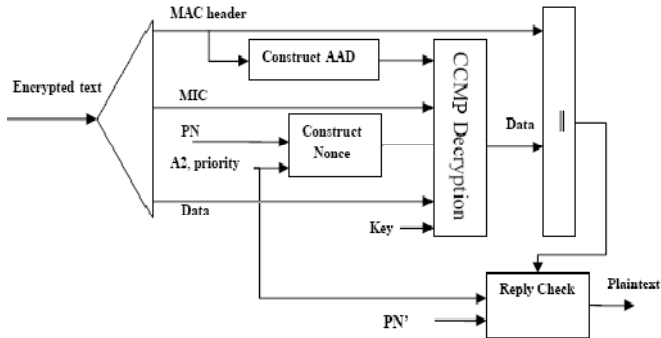 MAC header
Construct AAD
Encrypted text
MIC
CCMP Decryption
PN
Construct
Nonce
Data
||
A2, priority
Data
Key
Reply Check
Plaintext
PN’